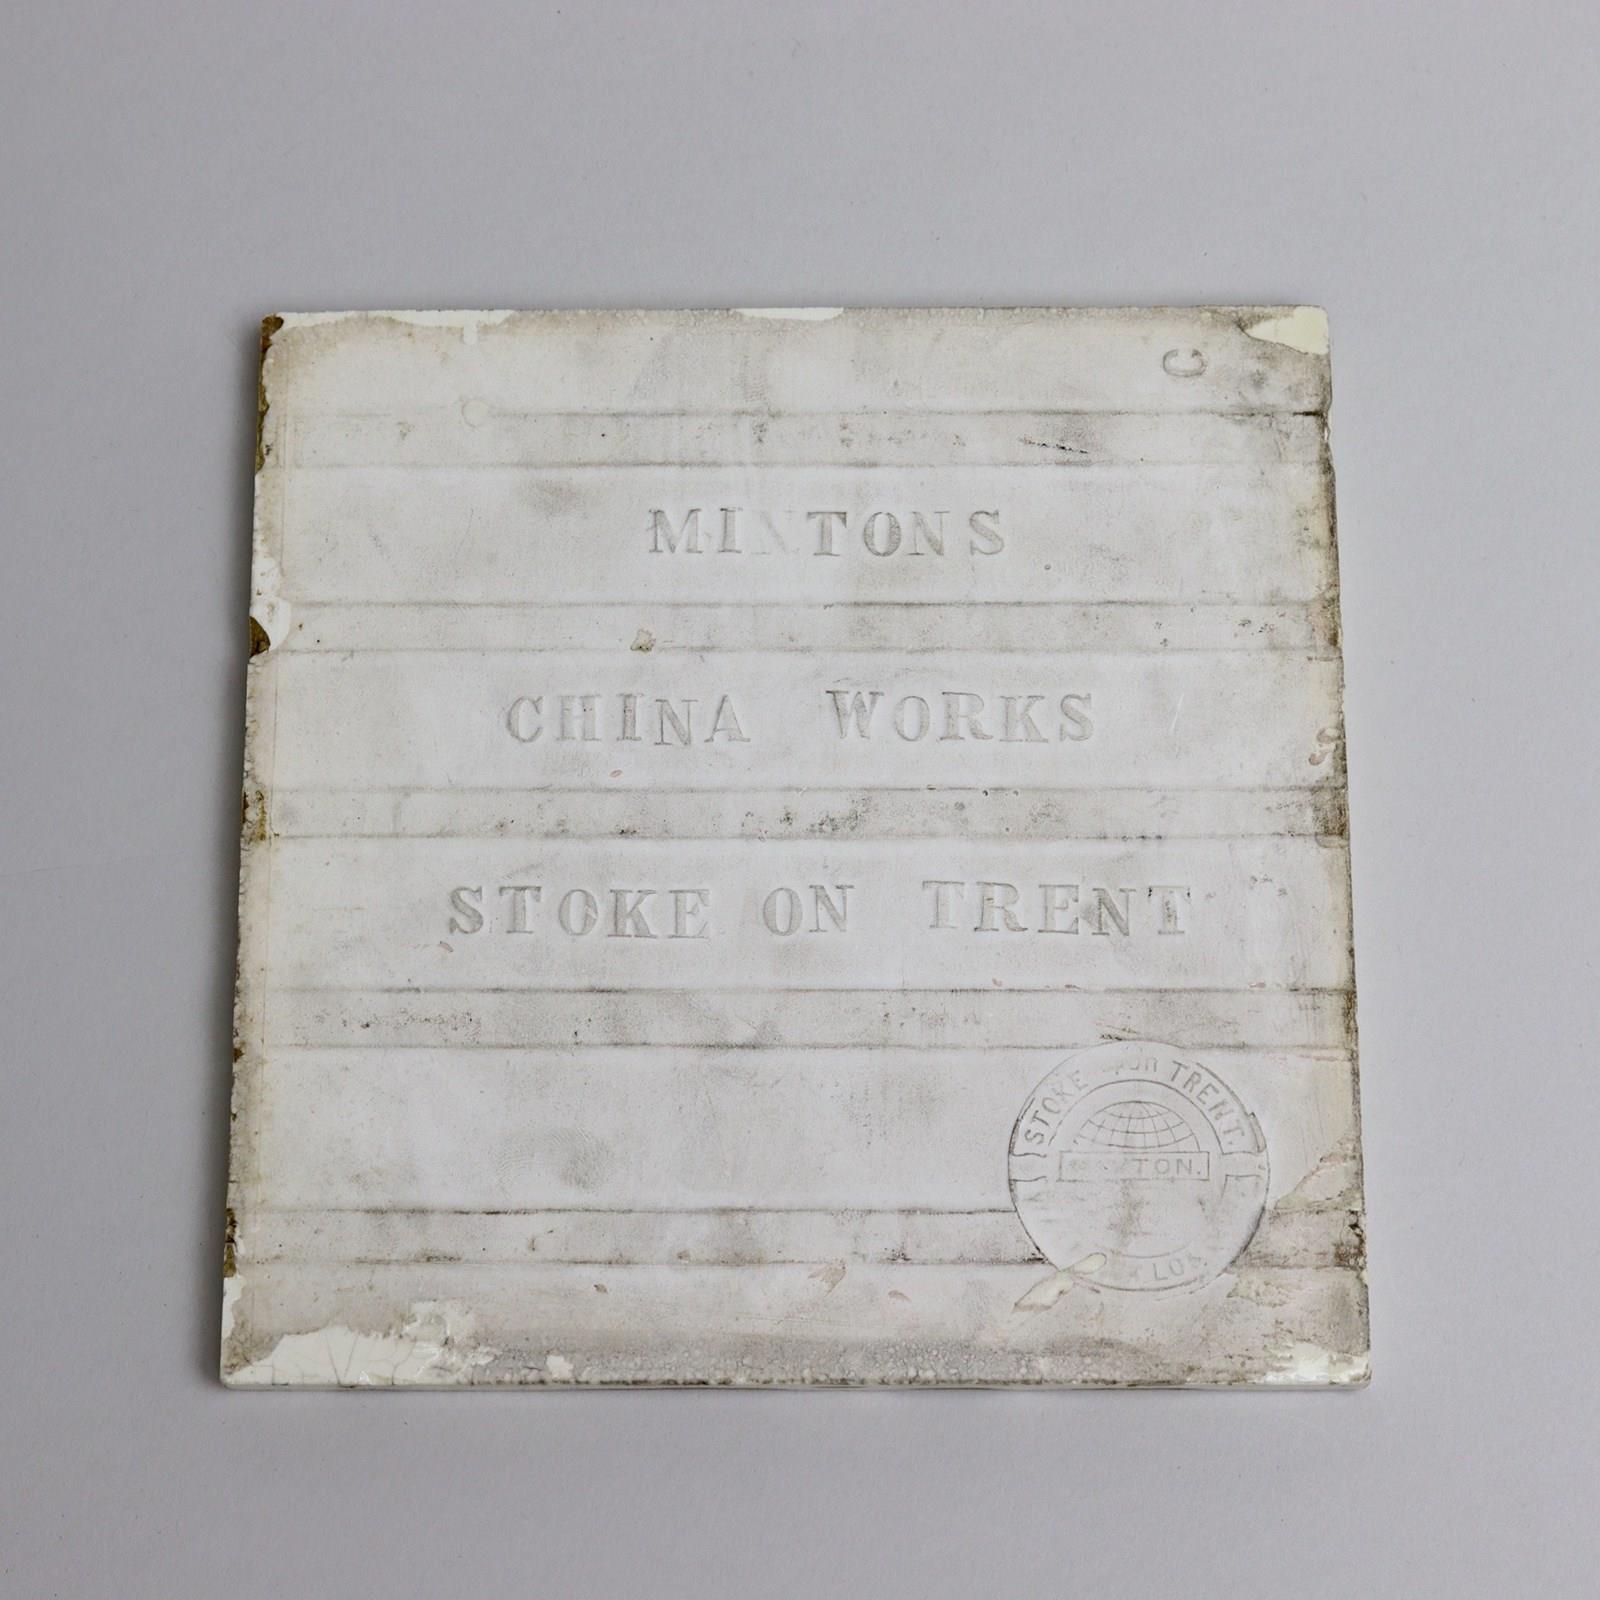 C
MINTONS
CHINA WORKS
STOKE ON TRENT
STOKE TRENT.